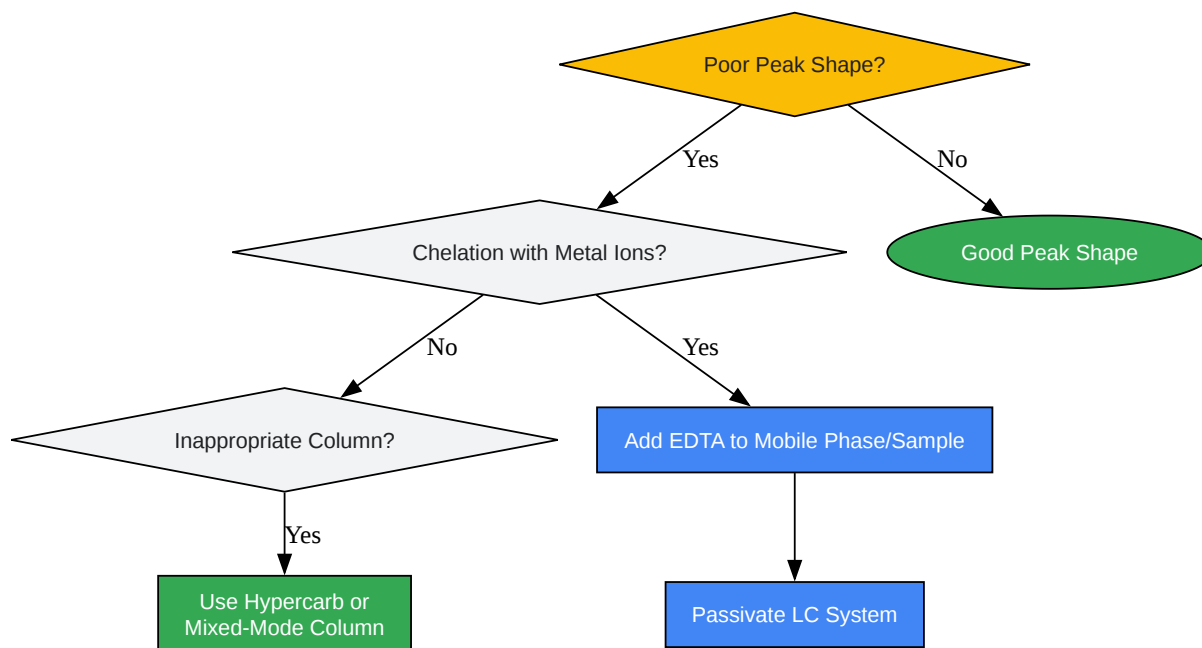 Poor Peak Shape?
Yes
No
Chelation with Metal Ions?
Good Peak Shape
No
Yes
Inappropriate Column?
Add EDTA to Mobile Phase/Sample
Yes
Use Hypercarb or
Mixed-Mode Column
Passivate LC System